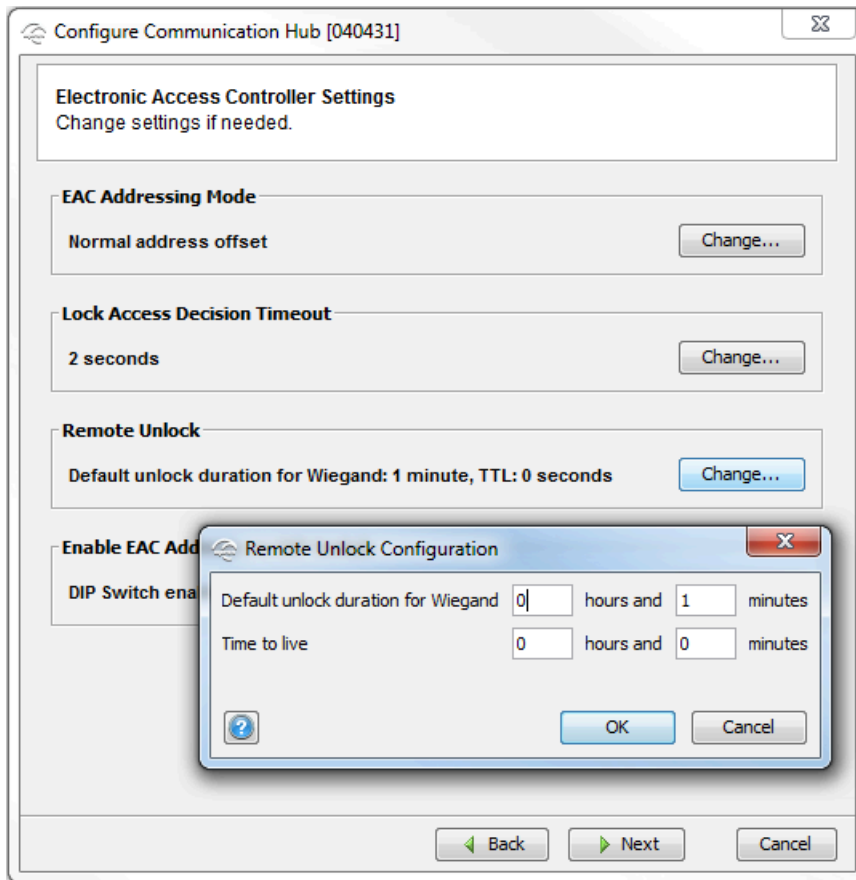 Configure Communication Hub [040431]
Electronic Access Controller Settings
Change settings if needed.
EAC Addressing Mode
Normal address offset
Change...
Lock Access Decision Timeout
2 seconds
Change...
Remote Unlock
Default unlock duration for Wiegand: 1 minute, TTL: 0 seconds
Change...
Enable EAC
DIP Switch
Remote Unlock Configuration
Default unlock duration for Wiegand 0 hours and 1 minutes
Time to live 0 hours and 0 minutes
OK Cancel
Back Next Cancel